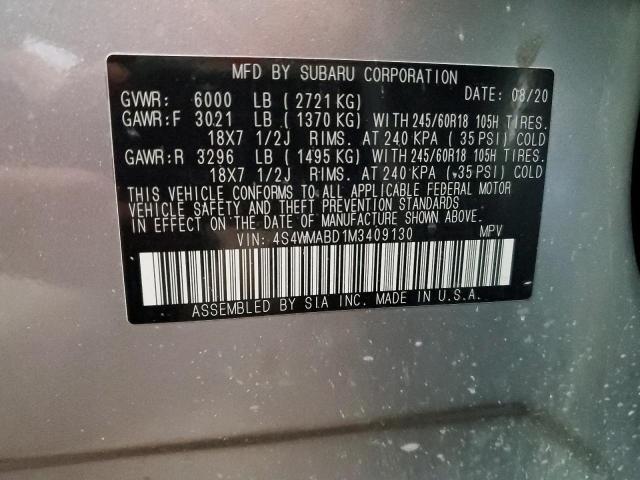 MFD BY SUBARU CORPORATION
DATE: 08/20
GVWR: 6000 LB (2721 KG)
GAWR:F 3021 LB (1370 KG) WITH 245/60R18 105H TIRES.
18X7 1/2J RIMS. AT 240 KPA (35 PSI) COLD
GAWR:R 3296 LB (1495 KG) WITH 245/60R18 105H TIRES.
18X7 1/2J RIMS. AT 240 KPA (35 PSI) COLD
THIS VEHICLE CONFORMS TO ALL APPLICABLE FEDERAL MOTOR
VEHICLE SAFETY AND THEFT PREVENTION STANDARDS
IN EFFECT ON THE DATE OF MANUFACTURE SHOWN ABOVE.
VIN: 4S4WMABD1M3409130 MPV
ASSEMBLED BY SIA INC. MADE IN U.S.A.